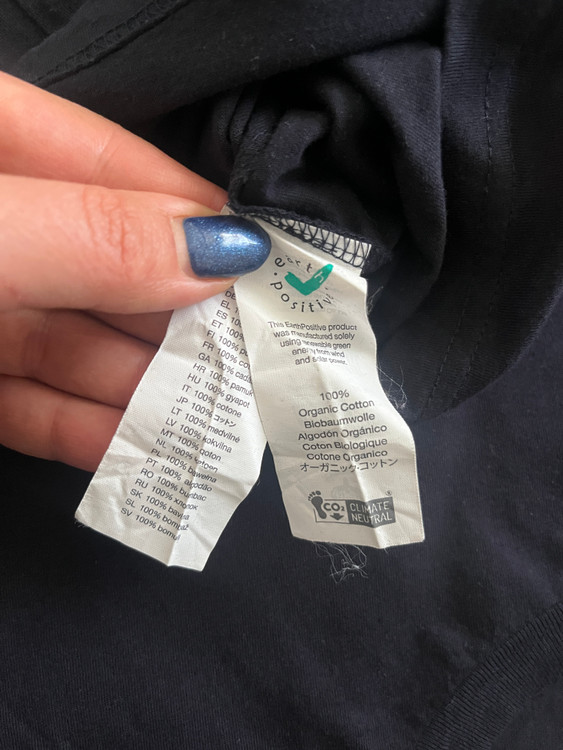 DE
EL
ES 100%
ET 100%
FI 100%
FR 100%
GA 100%
HR 100% pamuk
HU 100% gyapot
IT 100% cotone
JP 100% コットン
LT 100% medvilnė
LV 100% kokvilna
MT 100% qoton
NL 100% katoen
PL 100% bawełna
PT 100% algodão
RO 100% bumbac
RU 100% хлопок
SK 100% bavlna
SL 100% bombaž
SV 100% bomull
earth
positive
This EarthPositive product
was manufactured solely
using renewable green
energy from wind
and solar power.
100%
Organic Cotton
Biobaumwolle
Algodón Orgánico
Coton Biologique
Cotone Organico
オーガニック・コットン
CO2 CLIMATE
NEUTRAL ®